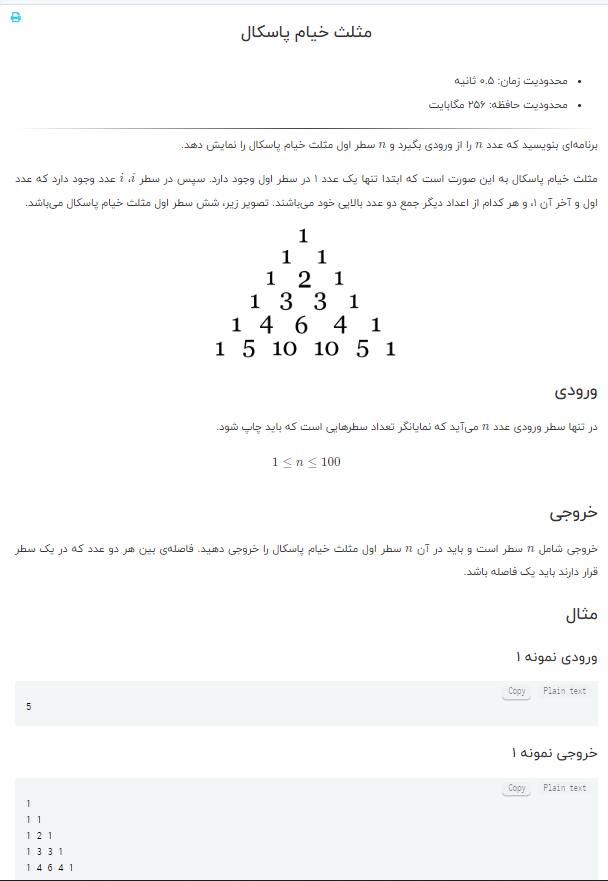 مثلث خیام پاسکال
محدودیت زمان: ۰.۵ ثانیه
محدودیت حافظه: ۲۵۶ مگابایت
برنامه‌ای بنویسید که عدد n را از ورودی بگیرد و n سطر اول مثلث خیام پاسکال را نمایش دهد.
مثلث خیام پاسکال به این صورت است که ابتدا تنها یک عدد ۱ در سطر اول وجود دارد. سپس در سطر i، i عدد وجود دارد که عدد
اول و آخر آن ۱، و هر کدام از اعداد دیگر جمع دو عدد بالایی خود می‌باشند. تصویر زیر، شش سطر اول مثلث خیام پاسکال می‌باشد.
1
1 1
1 2 1
1 3 3 1
1 4 6 4 1
1 5 10 10 5 1
ورودی
در تنها سطر ورودی عدد n می‌آید که نمایانگر تعداد سطرهایی است که باید چاپ شود.
1 ≤ n ≤ 100
خروجی
خروجی شامل n سطر است و باید در آن n سطر اول مثلث خیام پاسکال را خروجی دهید. فاصله‌ی بین هر دو عدد که در یک سطر
قرار دارند باید یک فاصله باشد.
مثال
ورودی نمونه ۱
Copy Plain text
5
خروجی نمونه ۱
Copy Plain text
1
1 1
1 2 1
1 3 3 1
1 4 6 4 1